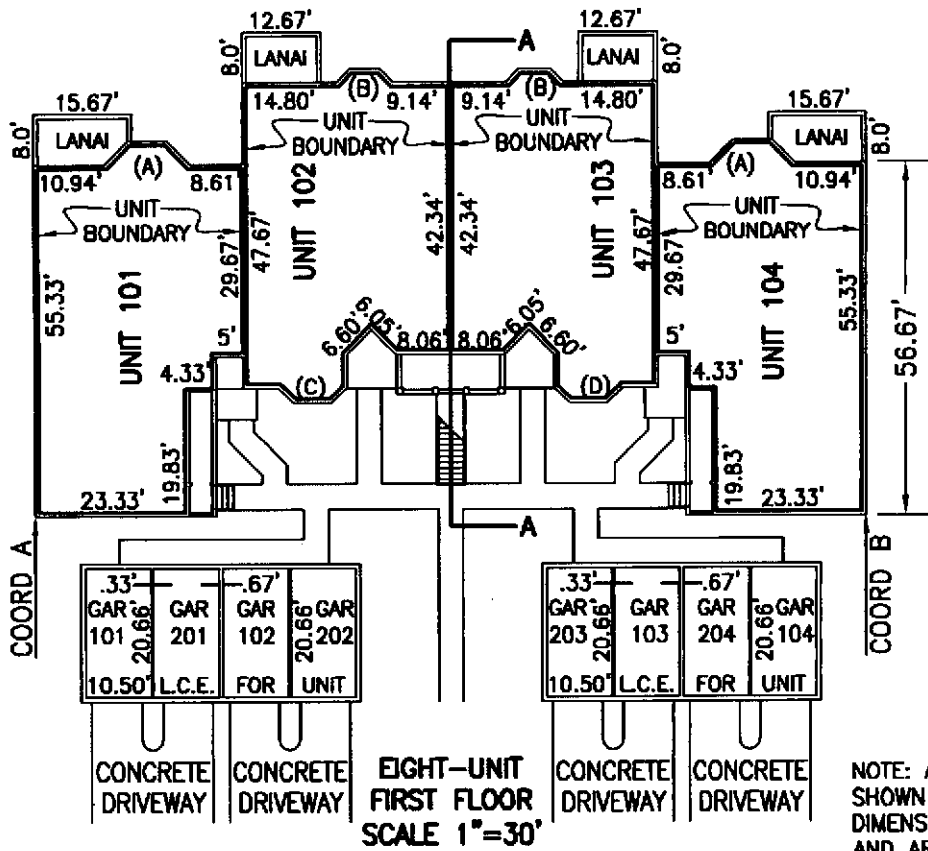 12.67'
12.67'
A
8.0'
LANAI
LANAI
8.0'
15.67'
(B)
(B)
15.67'
14.80'
9.14'
9.14'
14.80'
8.0'
LANAI
UNIT
BOUNDARY
UNIT
BOUNDARY
LANAI
8.0'
(A)
(A)
10.94'
8.61'
8.61'
10.94'
UNIT
BOUNDARY
UNIT 102
UNIT 103
UNIT
BOUNDARY
55.33'
UNIT 101
29.67'
47.67'
42.34'
42.34'
47.67'
29.67
UNIT 104
55.33'
56.67'
5'
6.60'
6.05'
8.06'
8.06'
6.05'
6.60'
5'
4.33'
(C)
(D)
4.33'
19.83'
19.83'
23.33'
23.33'
A
COORD A
COORD B
.33'
.67'
.33'
.67'
GAR
101
20.66'
GAR
201
GAR
102
20.66'
GAR
202
GAR
203
20.66'
GAR
103
GAR
204
20.66'
GAR
104
10.50'
L.C.E.
FOR
UNIT
10.50'
L.C.E.
FOR
UNIT
CONCRETE
DRIVEWAY
CONCRETE
DRIVEWAY
EIGHT-UNIT
FIRST FLOOR
SCALE 1"=30'
CONCRETE
DRIVEWAY
CONCRETE
DRIVEWAY
NOTE: A
SHOWN
DIMENS
AND AR